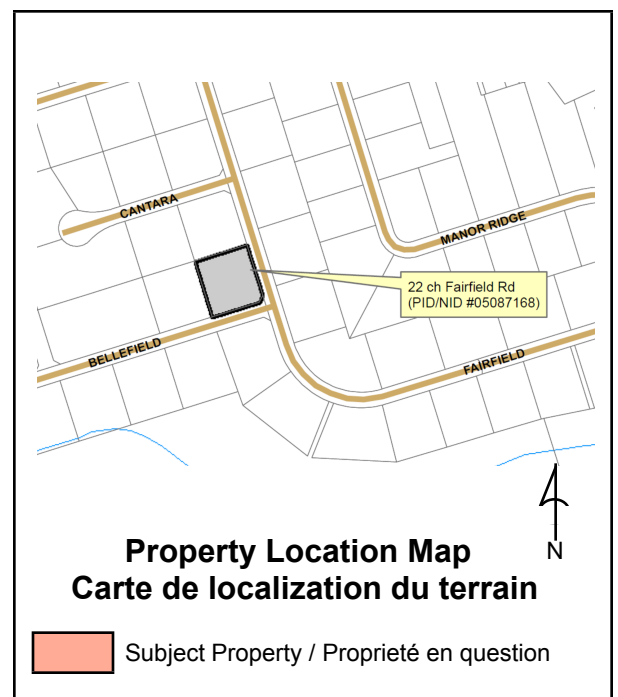 CANTARA
MANOR RIDGE
22 ch Fairfield Rd
(PID/NID #05087168)
BELLEFIELD
FAIRFIELD
N
Property Location Map
Carte de localization du terrain
Subject Property / Proprieté en question